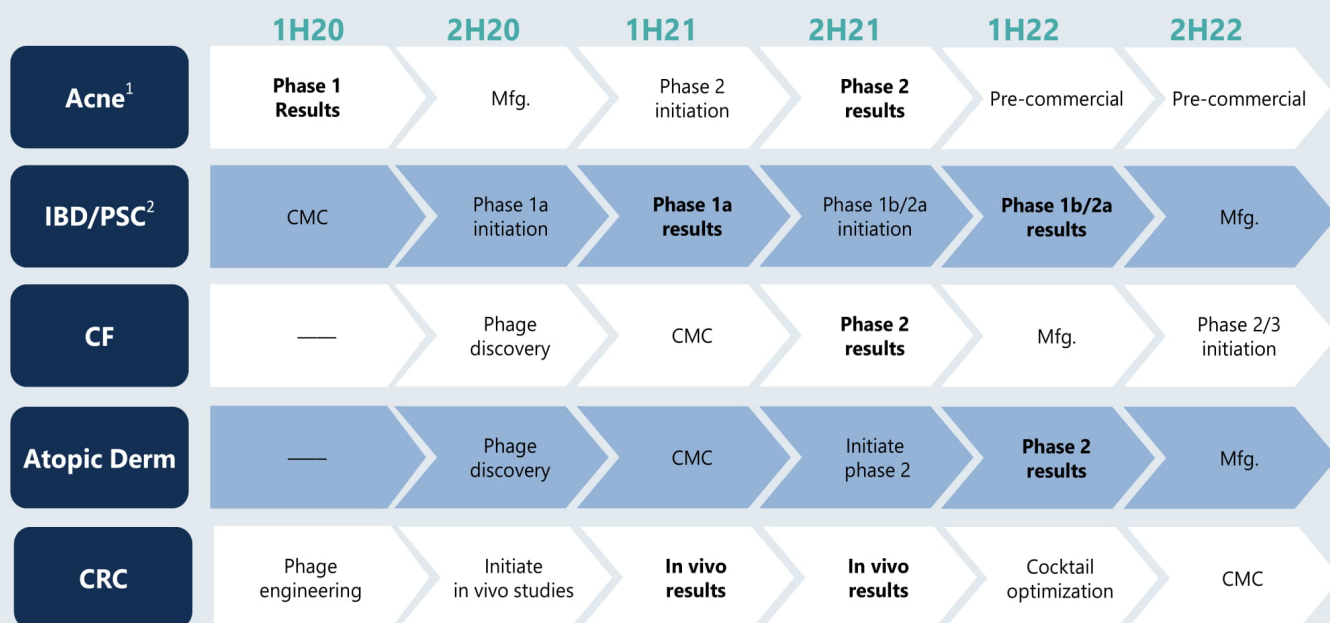 1H20 2H20 1H21 2H21 1H22 2H22
Acne1
Phase 1
Results
Mfg.
Phase 2
initiation
Phase 2
results
Pre-commercial
Pre-commercial
IBD/PSC2
CMC
Phase 1a
initiation
Phase 1a
results
Phase 1b/2a
initiation
Phase 1b/2a
results
Mfg.
CF
——
Phage
discovery
CMC
Phase 2
results
Mfg.
Phase 2/3
initiation
Atopic Derm
——
Phage
discovery
CMC
Initiate
phase 2
Phase 2
results
Mfg.
CRC
Phage
engineering
Initiate
in vivo studies
In vivo
results
In vivo
results
Cocktail
optimization
CMC